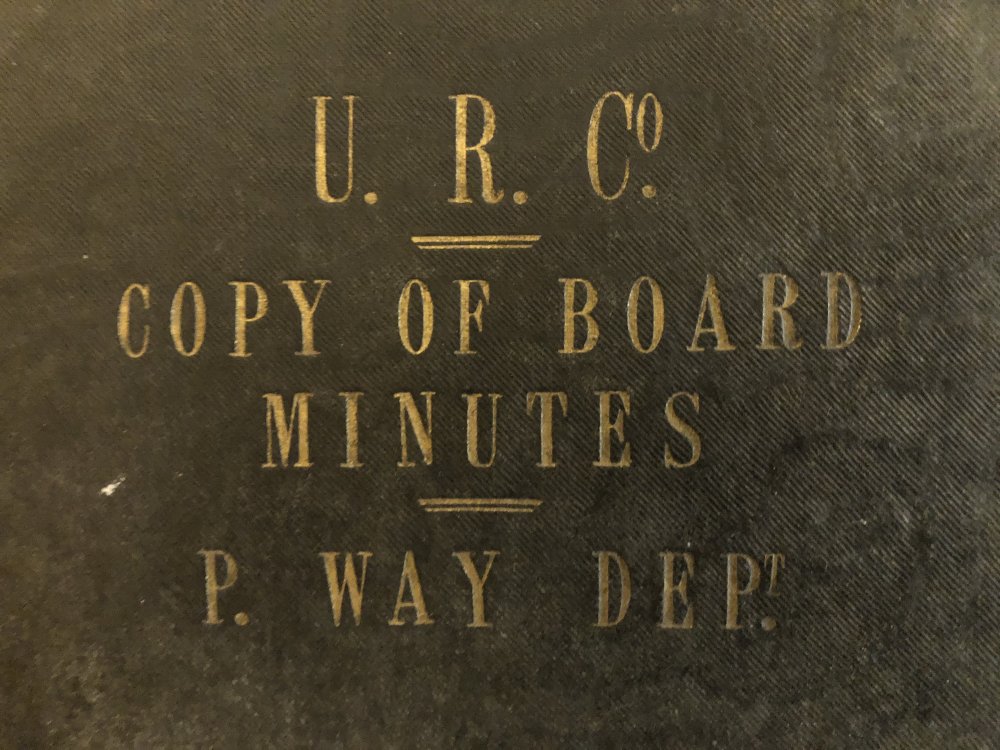 U. R. Cº.
COPY OF BOARD
MINUTES
P. WAY DEPᵀ.